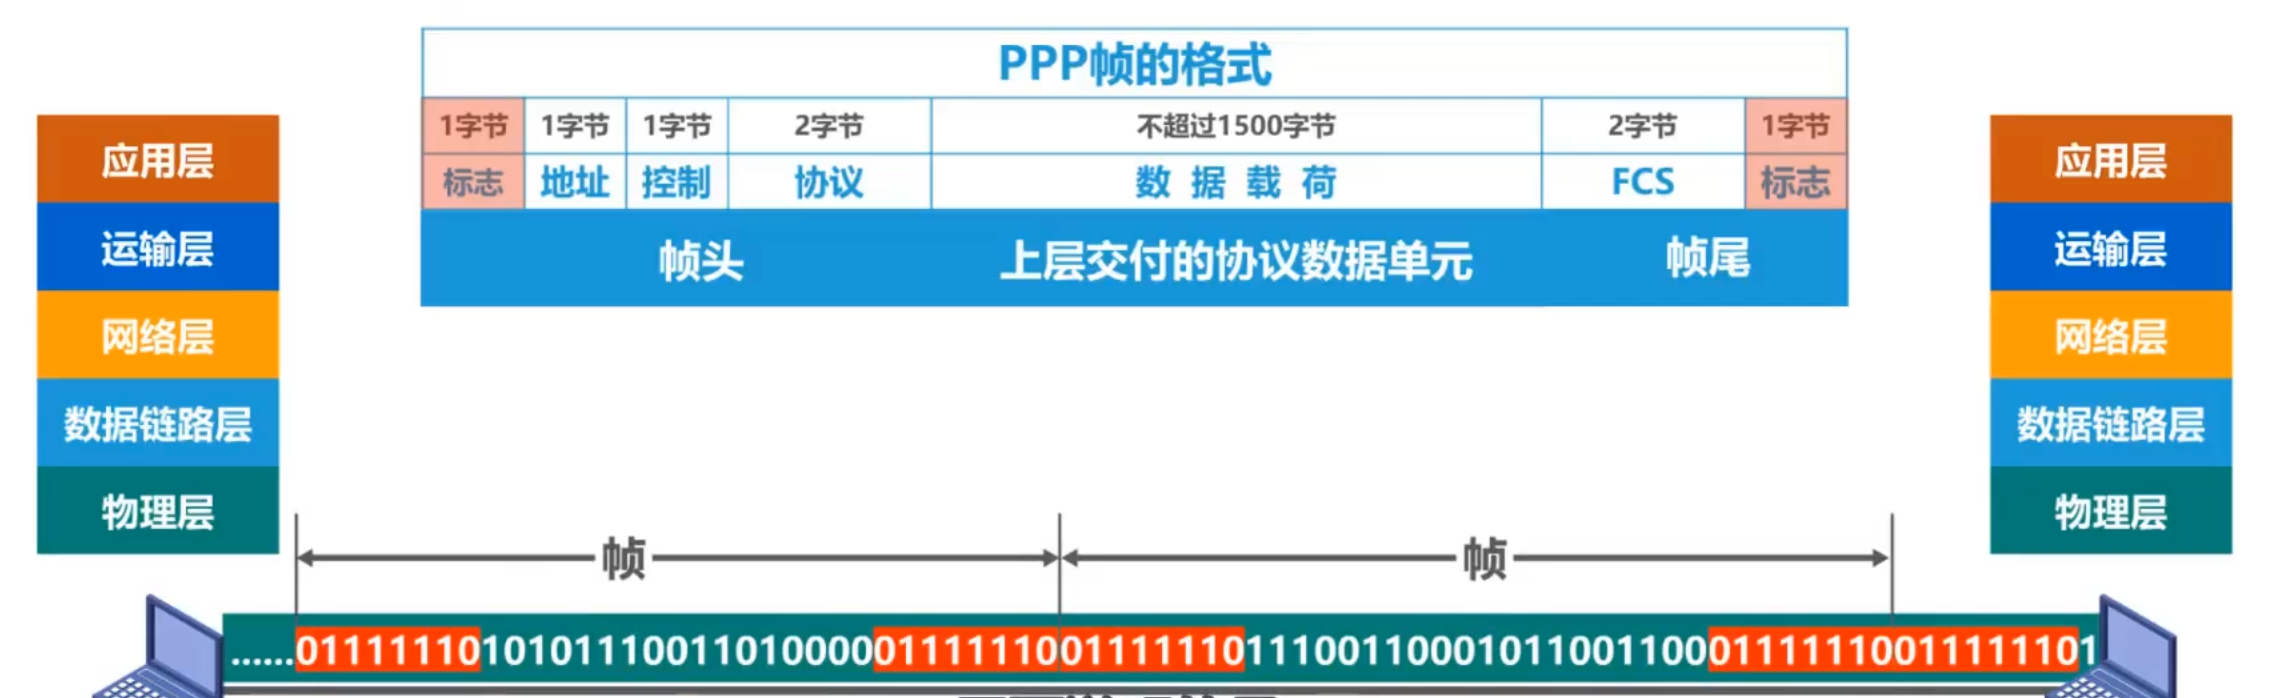 PPP帧的格式
1字节 1字节 1字节 2字节 不超过1500字节 2字节 1字节
标志 地址 控制 协议 数据载荷 FCS 标志
帧头 上层交付的协议数据单元 帧尾
应用层
运输层
网络层
数据链路层
物理层
应用层
运输层
网络层
数据链路层
物理层
帧 帧
......0111111010101110011010000001111110011111101110011000101100110001111110011111101